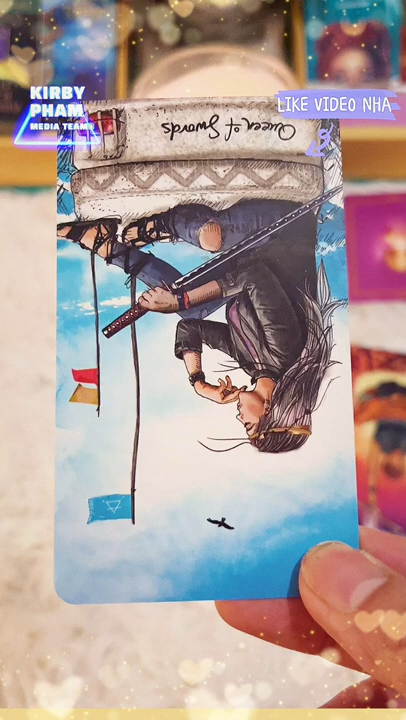 KIRBY
PHAM
MEDIA TEAM
LIKE VIDEO NHA
Queen of Swords